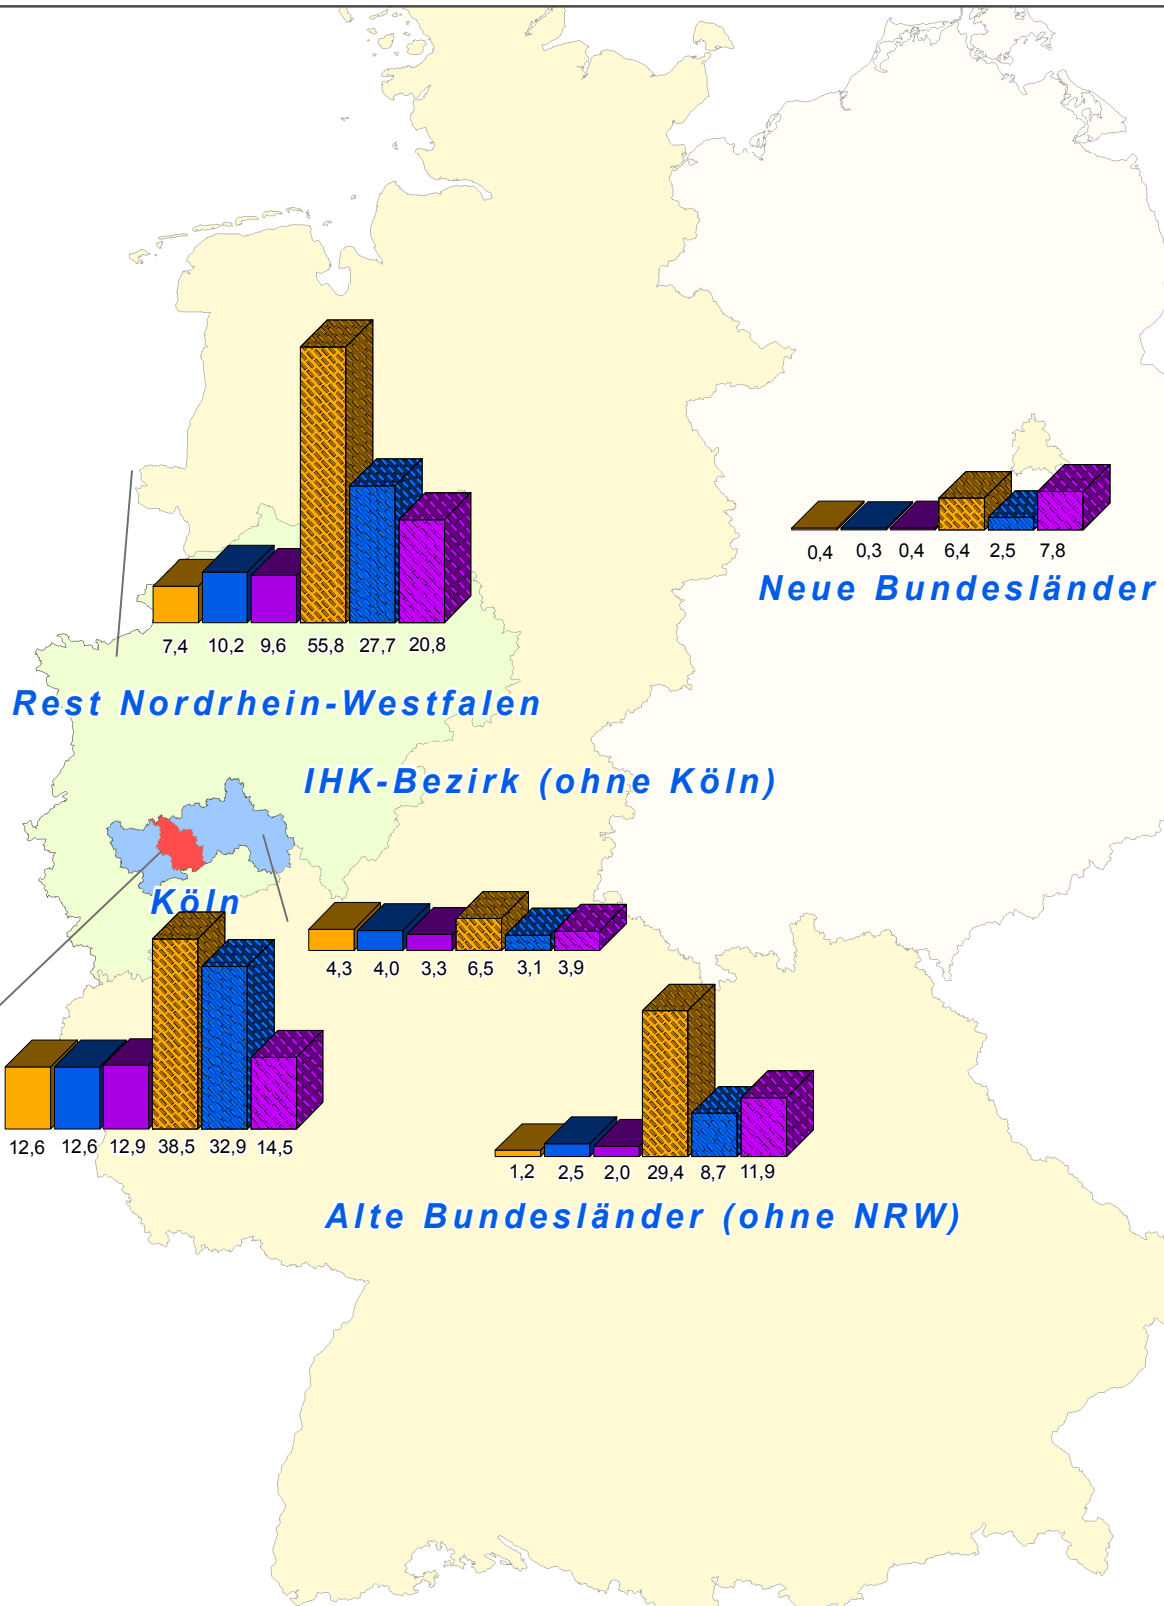 0,4 0,3 0,4 6,4 2,5 7,8
Neue Bundesländer
7,4 10,2 9,6 55,8 27,7 20,8
Rest Nordrhein-Westfalen
IHK-Bezirk (ohne Köln)
Köln
4,3 4,0 3,3 6,5 3,1 3,9
12,6 12,6 12,9 38,5 32,9 14,5
1,2 2,5 2,0 29,4 8,7 11,9
Alte Bundesländer (ohne NRW)